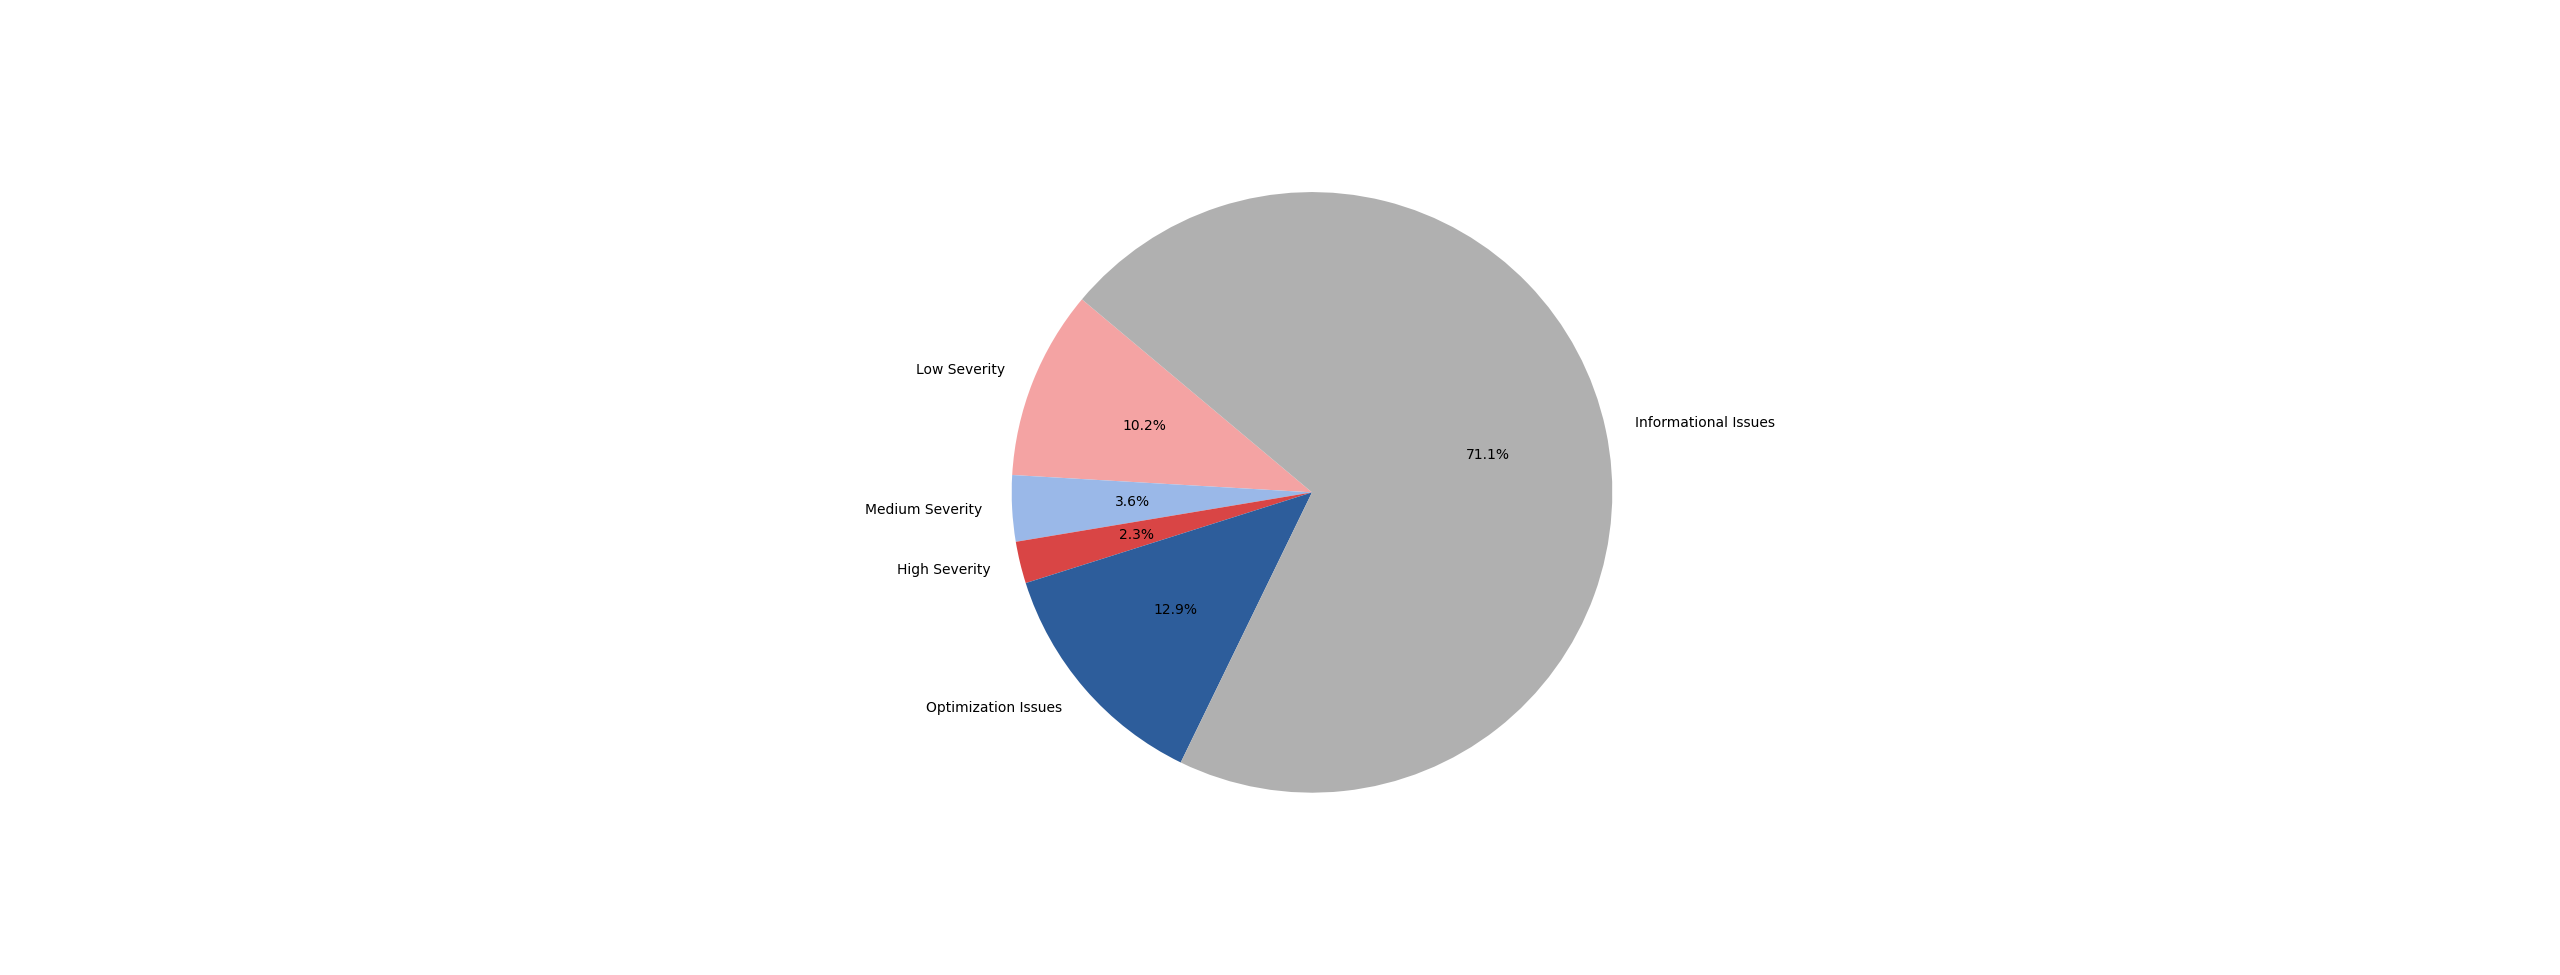 Low Severity
10.2%
Informational Issues
71.1%
Medium Severity
3.6%
High Severity
2.3%
Optimization Issues
12.9%